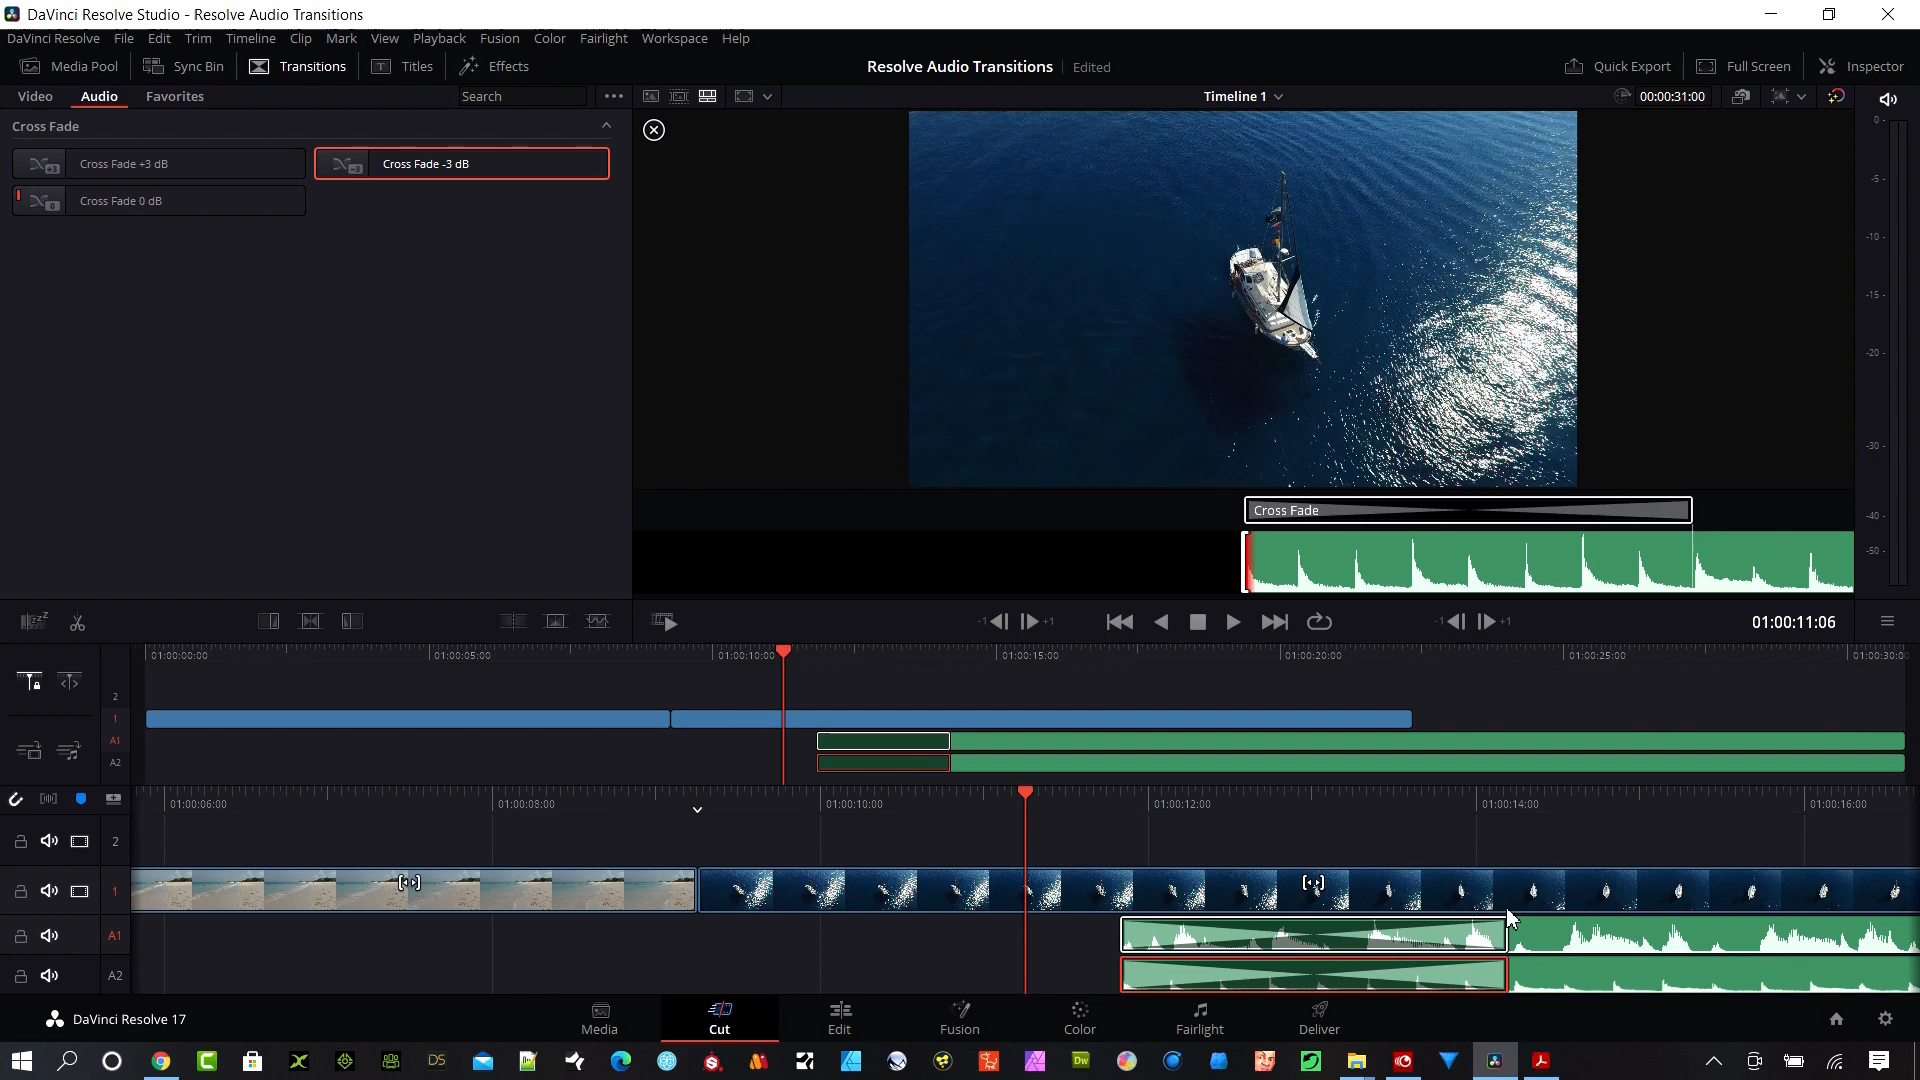 DaVinci Resolve Studio - Resolve Audio Transitions
DaVinci Resolve File Edit Trim Timeline Clip Mark View Playback Fusion Color Fairlight Workspace Help
Media Pool Sync Bin Transitions Titles Effects Resolve Audio Transitions Edited Quick Export Full Screen Inspector
Video Audio Favorites Search Timeline 1 00:00:31:00
Cross Fade
Cross Fade +3 dB Cross Fade -3 dB
Cross Fade 0 dB
0
-5
-10
-15
-20
-30
-40
-50
Cross Fade
-1 +1 -1 +1 01:00:11:06
01:00:00:00 01:00:05:00 01:00:10:00 01:00:15:00 01:00:20:00 01:00:25:00 01:00:30:00
2
1
A1
A2
01:00:06:00 01:00:08:00 01:00:10:00 01:00:12:00 01:00:14:00 01:00:16:00
2
1
A1
A2
DaVinci Resolve 17 Media Cut Edit Fusion Color Fairlight Deliver
DS Dw